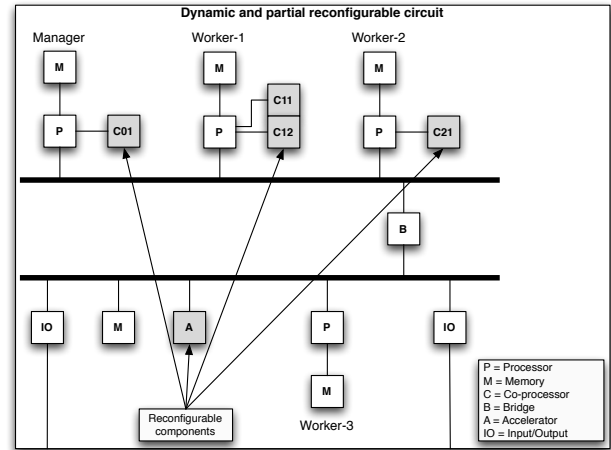 Dynamic and partial reconfigurable circuit
Manager
Worker-1
Worker-2
M
M
M
C11
P
C01
P
C12
P
C21
B
IO
M
A
P
IO
M
Worker-3
Reconfigurable
components
P = Processor
M = Memory
C = Co-processor
B = Bridge
A = Accelerator
IO = Input/Output